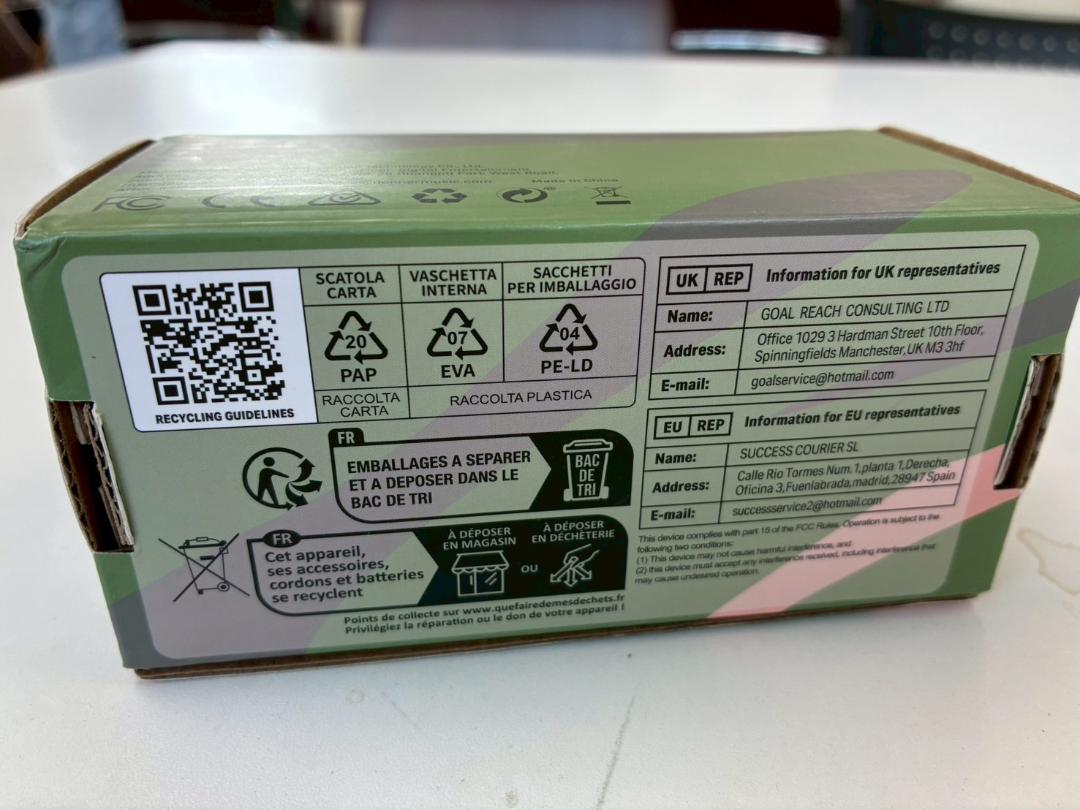 Made in China
FC CE
RECYCLING GUIDELINES
SCATOLA
CARTA
20
PAP
RACCOLTA
CARTA
VASCHETTA
INTERNA
07
EVA
SACCHETTI
PER IMBALLAGGIO
04
PE-LD
RACCOLTA PLASTICA
FR
EMBALLAGES A SEPARER
ET A DEPOSER DANS LE
BAC DE TRI
BAC
DE
TRI
FR
Cet appareil,
ses accessoires,
cordons et batteries
se recyclent
À DÉPOSER
EN MAGASIN
OU
À DÉPOSER
EN DÉCHÈTERIE
Points de collecte sur www.quefairedemesdechets.fr
Privilégiez la réparation ou le don de votre appareil !
UK REP Information for UK representatives
Name: GOAL REACH CONSULTING LTD
Address: Office 1029 3 Hardman Street 10th Floor,
Spinningfields Manchester,UK M3 3hf
E-mail: goalservice@hotmail.com
EU REP Information for EU representatives
Name: SUCCESS COURIER SL
Address: Calle Rio Tormes Num. 1,planta 1,Derecha,
Oficina 3,Fuenlabrada,madrid,28947 Spain
E-mail: successservice2@hotmail.com
This device complies with part 15 of the FCC Rules. Operation is subject to the
following two conditions:
(1) This device may not cause harmful interference, and
(2) this device must accept any interference received, including interference that
may cause undesired operation.